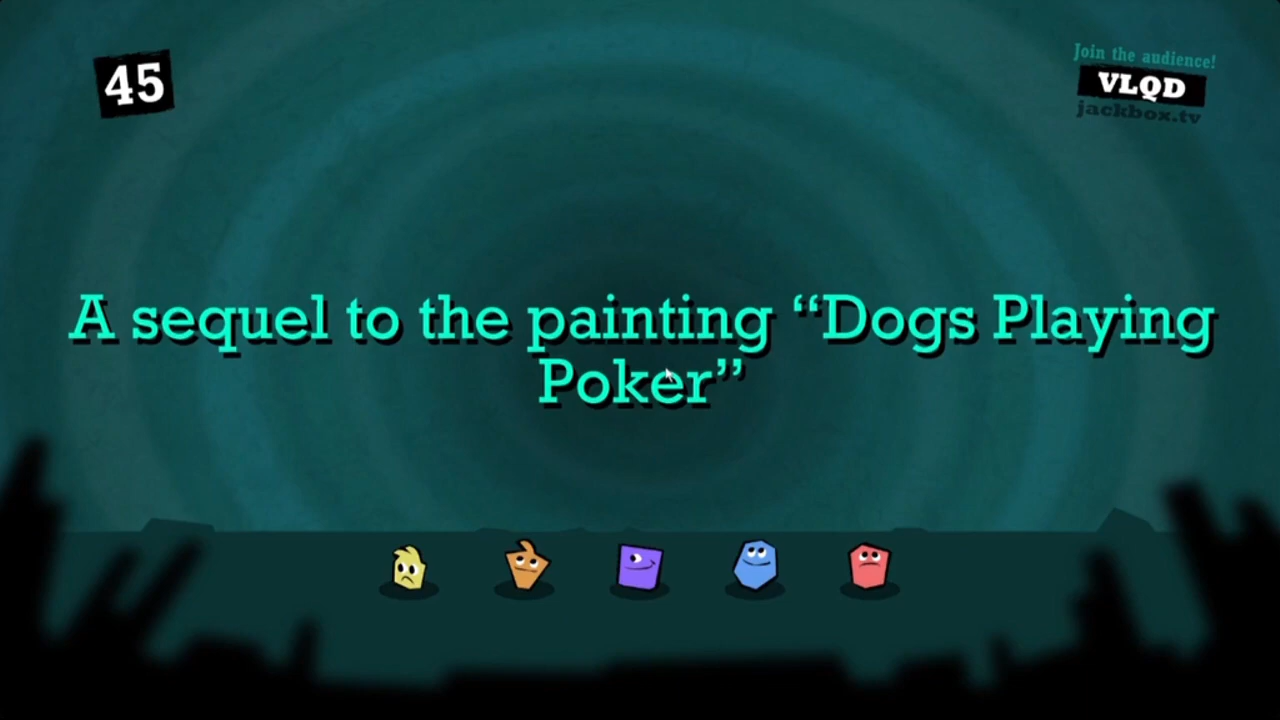 45
Join the audience!
VLQD
jackbox.tv
A sequel to the painting “Dogs Playing
Poker”